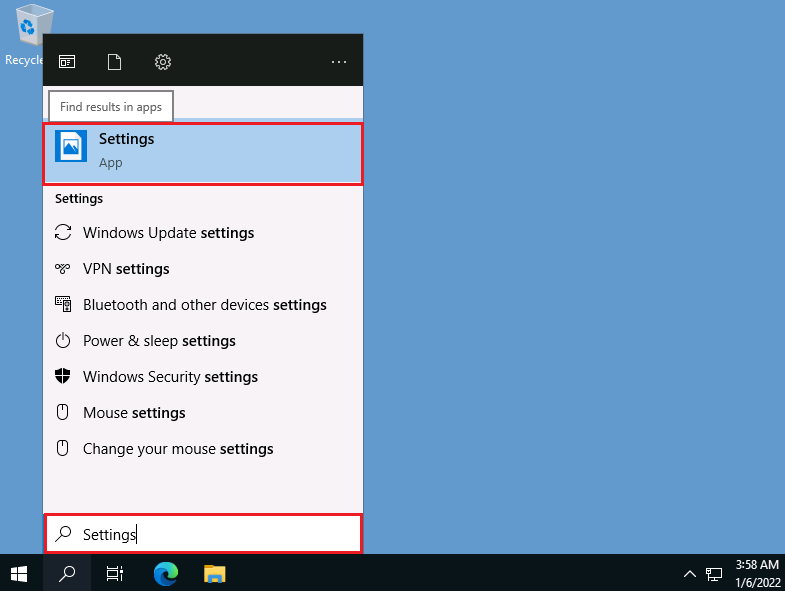 Recycle
...
Find results in apps
Settings
App
Settings
Windows Update settings
VPN settings
Bluetooth and other devices settings
Power & sleep settings
Windows Security settings
Mouse settings
Change your mouse settings
Settings
3:58 AM
1/6/2022